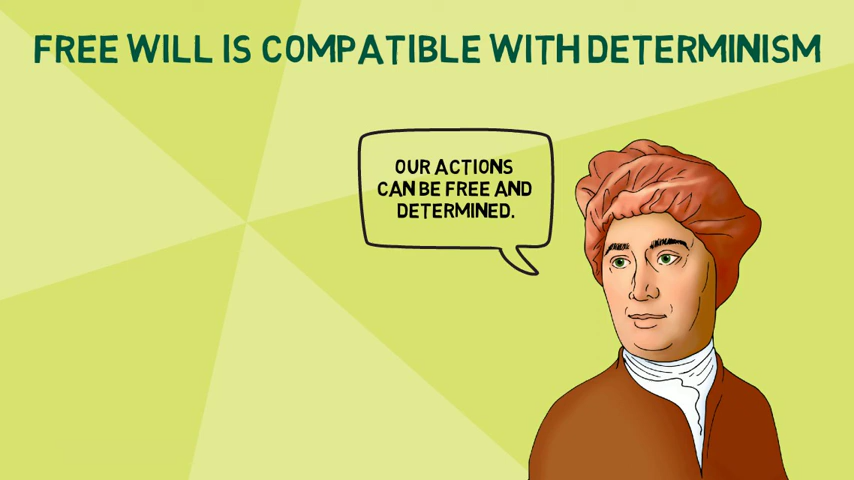 FREE WILL IS COMPATIBLE WITH DETERMINISM
OUR ACTIONS
CAN BE FREE AND
DETERMINED.